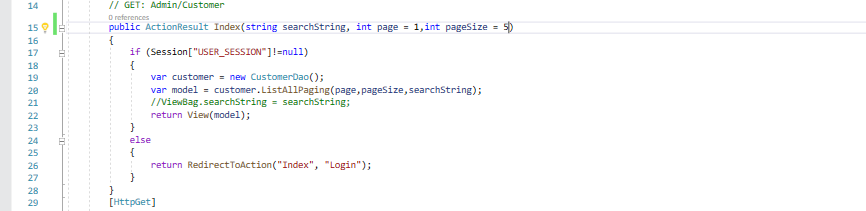 14 // GET: Admin/Customer
0 references
15 public ActionResult Index(string searchString, int page = 1,int pageSize = 5)
16 {
17 if (Session["USER_SESSION"]!=null)
18 {
19 var customer = new CustomerDao();
20 var model = customer.ListAllPaging(page,pageSize,searchString);
21 //ViewBag.searchString = searchString;
22 return View(model);
23 }
24 else
25 {
26 return RedirectToAction("Index", "Login");
27 }
28 }
29 [HttpGet]